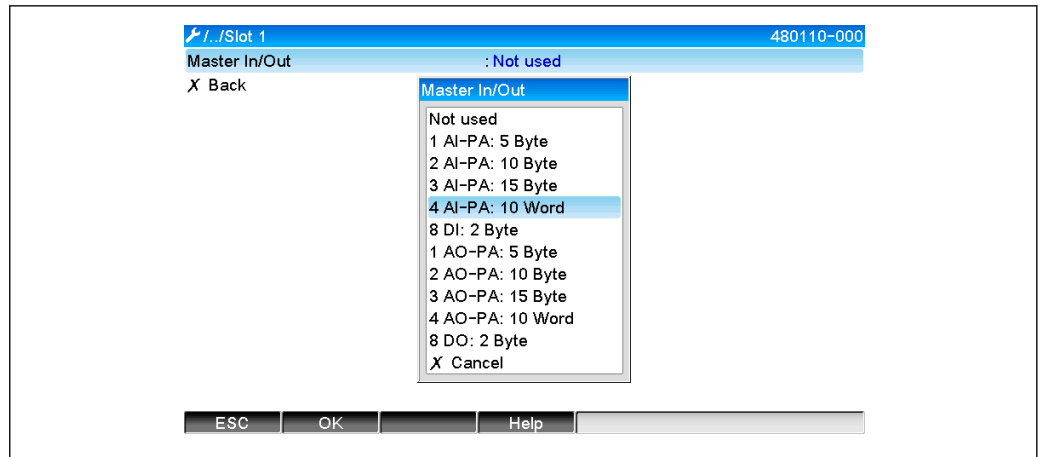 /../Slot 1 480110-000
Master In/Out : Not used
X Back
Master In/Out
Not used
1 AI-PA: 5 Byte
2 AI-PA: 10 Byte
3 AI-PA: 15 Byte
4 AI-PA: 10 Word
8 DI: 2 Byte
1 AO-PA: 5 Byte
2 AO-PA: 10 Byte
3 AO-PA: 15 Byte
4 AO-PA: 10 Word
8 DO: 2 Byte
X Cancel
ESC OK Help